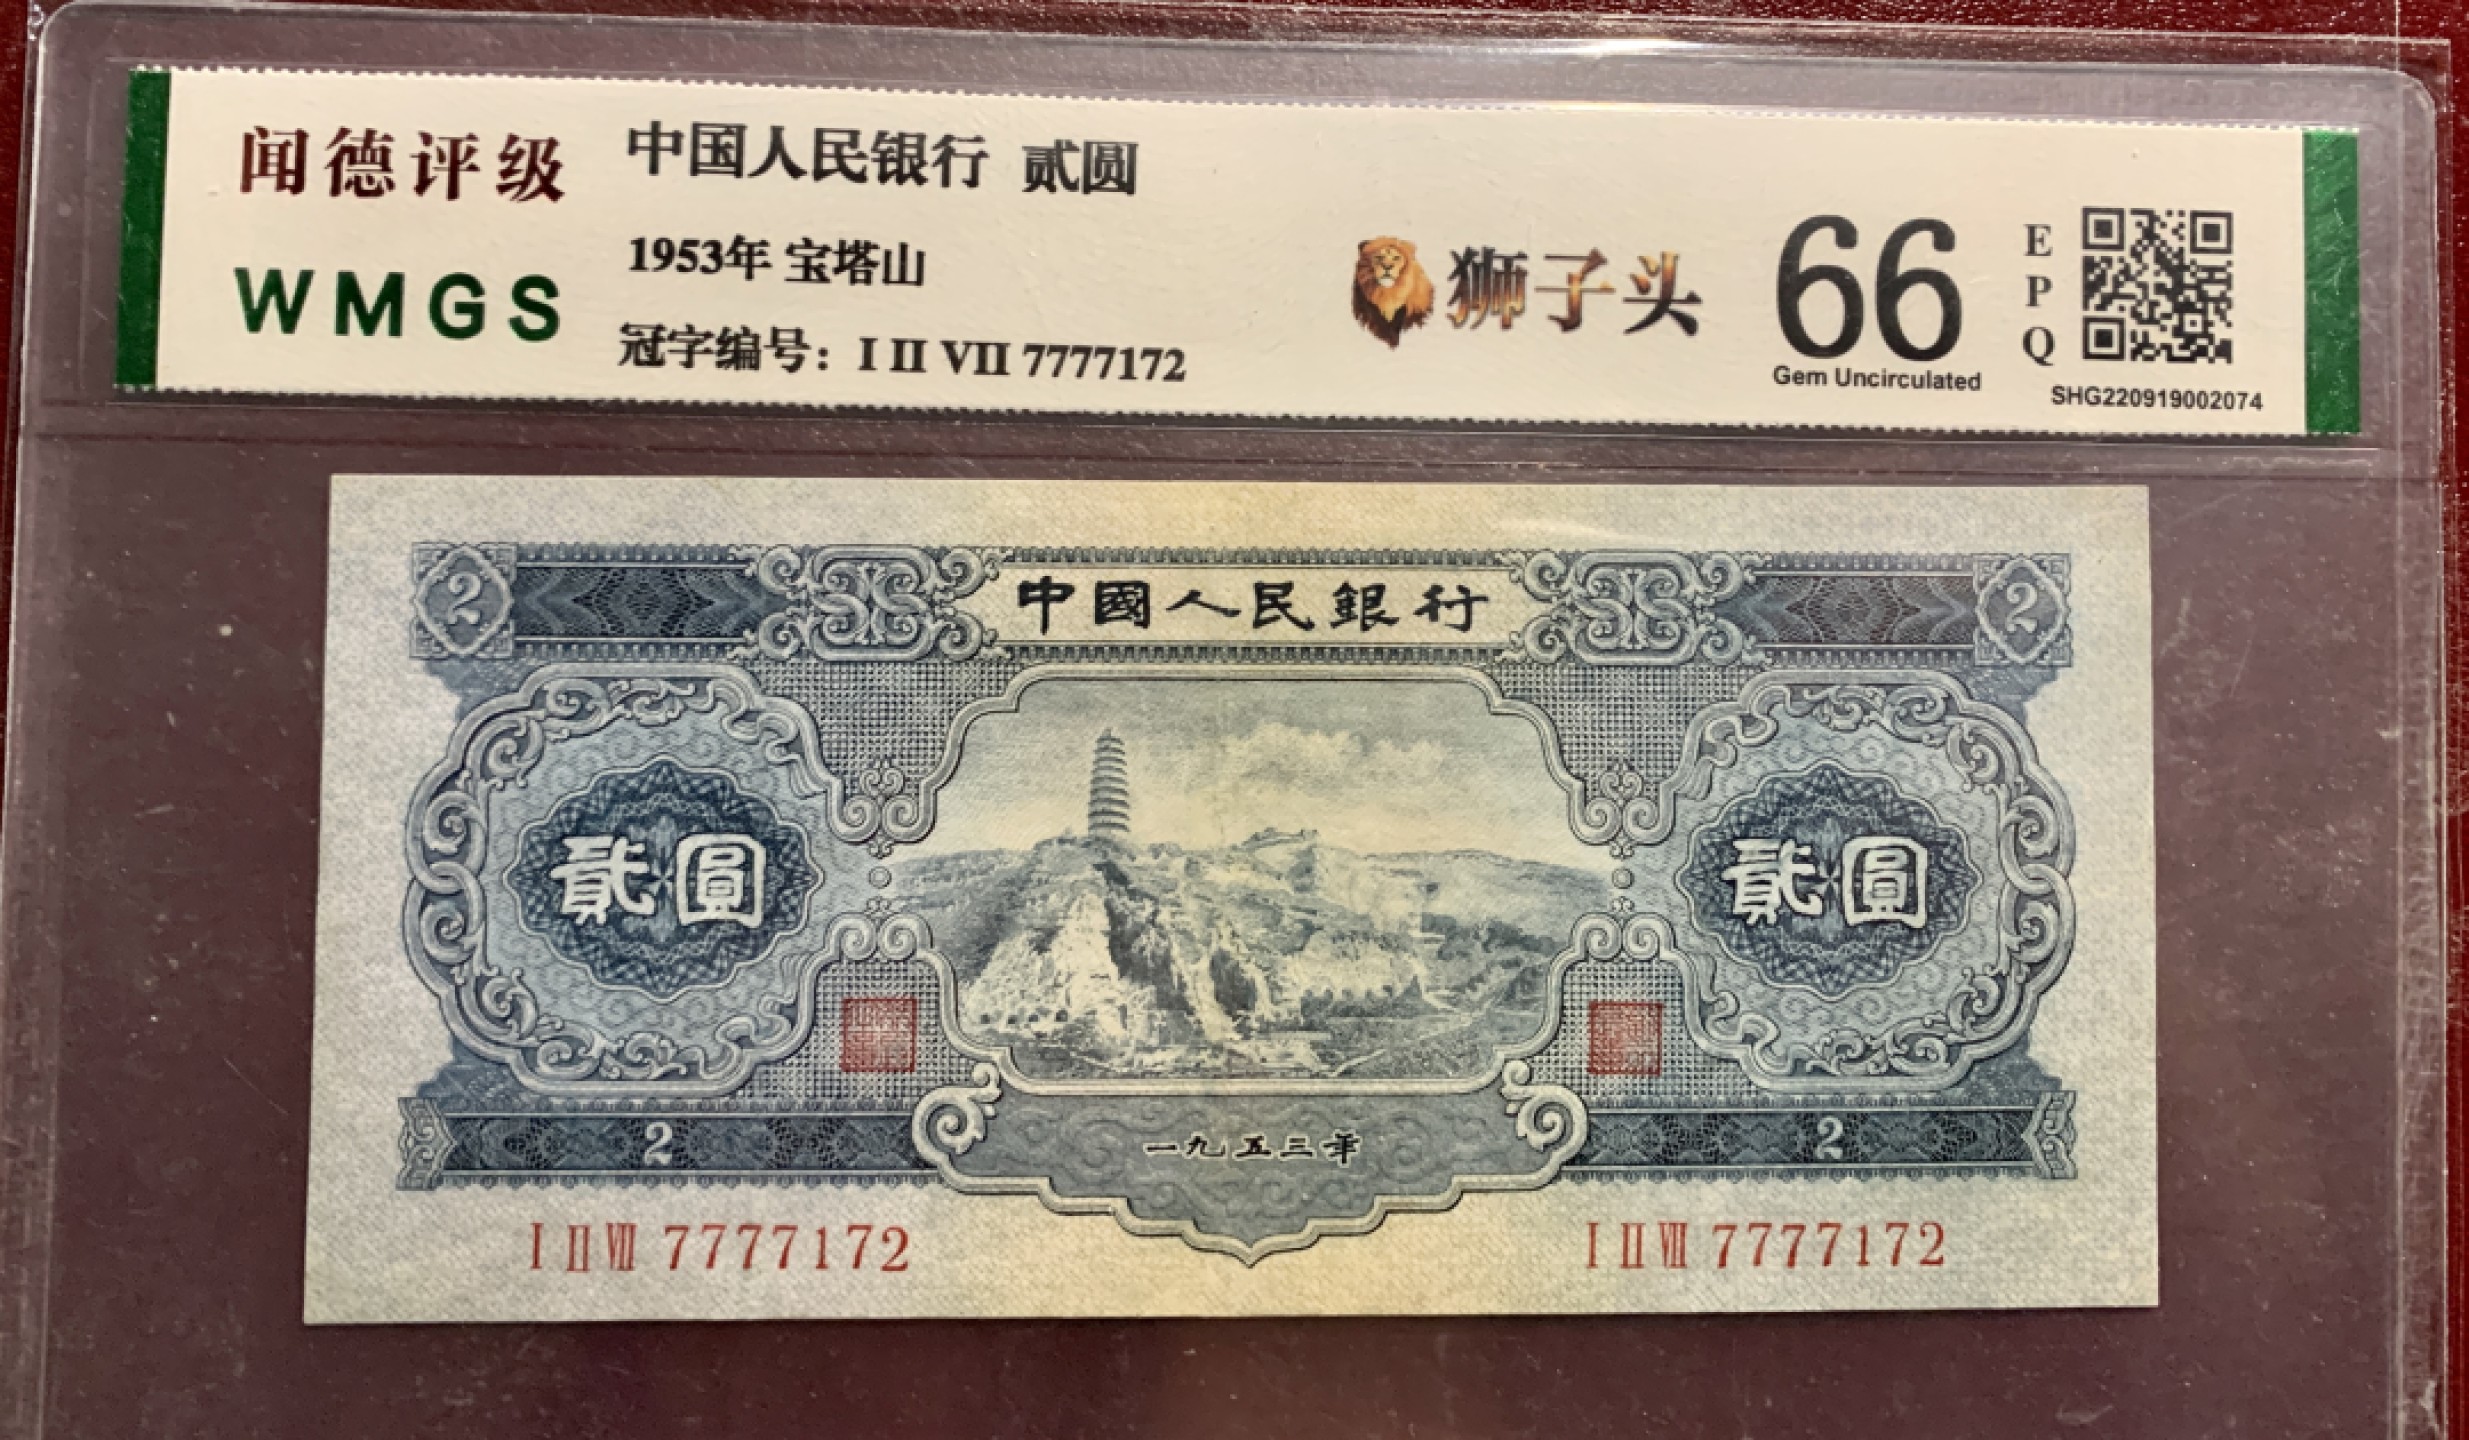 闻德评级
WMGS
中国人民银行 贰圆
1953年 宝塔山
冠字编号：I II VII 7777172
狮子头
66
Gem Uncirculated
EPQ
SHG220919002074
2
中國人民銀行
2
貳圓
貳圓
2
一九五三年
2
I II VII 7777172
I II VII 7777172